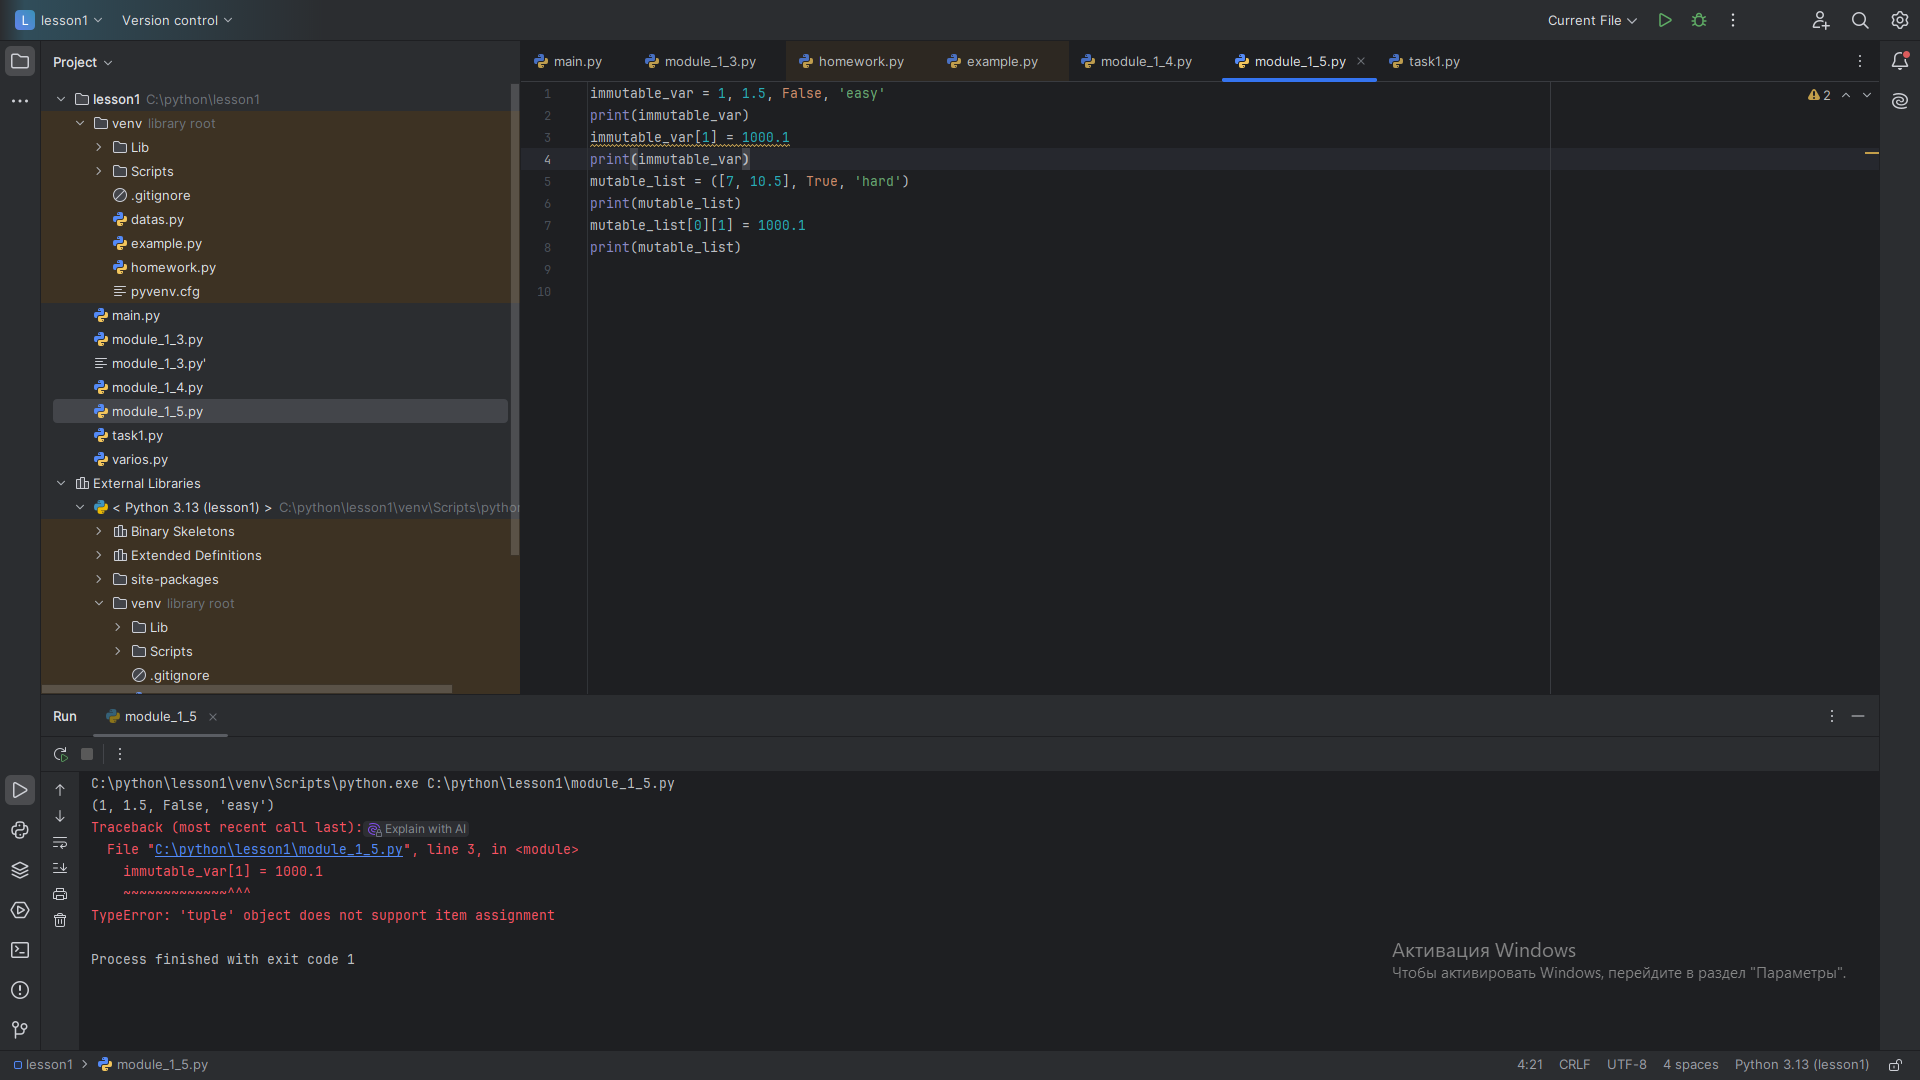 L lesson1 Version control Current File
Project
main.py module_1_3.py homework.py example.py module_1_4.py module_1_5.py task1.py
lesson1 C:\python\lesson1
venv library root
Lib
Scripts
.gitignore
datas.py
example.py
homework.py
pyvenv.cfg
main.py
module_1_3.py
module_1_3.py'
module_1_4.py
module_1_5.py
task1.py
varios.py
External Libraries
< Python 3.13 (lesson1) > C:\python\lesson1\venv\Scripts\python
Binary Skeletons
Extended Definitions
site-packages
venv library root
Lib
Scripts
.gitignore
2
1 immutable_var = 1, 1.5, False, 'easy'
2 print(immutable_var)
3 immutable_var[1] = 1000.1
4 print(immutable_var)
5 mutable_list = ([7, 10.5], True, 'hard')
6 print(mutable_list)
7 mutable_list[0][1] = 1000.1
8 print(mutable_list)
9
10
Run module_1_5
C:\python\lesson1\venv\Scripts\python.exe C:\python\lesson1\module_1_5.py
(1, 1.5, False, 'easy')
Traceback (most recent call last): Explain with AI
File "C:\python\lesson1\module_1_5.py", line 3, in <module>
immutable_var[1] = 1000.1
~~~~~~~~~~~~~^^^
TypeError: 'tuple' object does not support item assignment
Process finished with exit code 1
Активация Windows
Чтобы активировать Windows, перейдите в раздел "Параметры".
lesson1 > module_1_5.py 4:21 CRLF UTF-8 4 spaces Python 3.13 (lesson1)